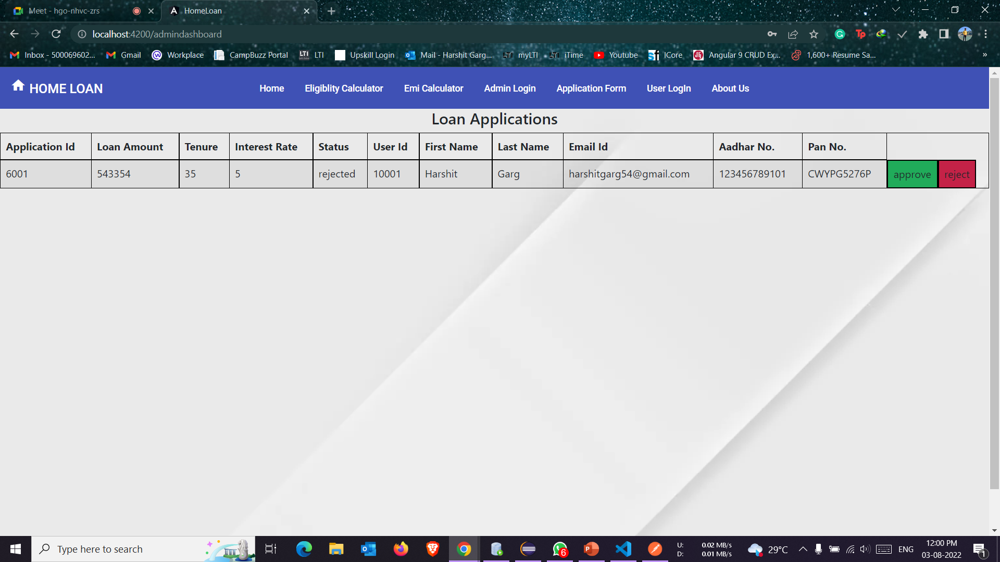 Meet - hgo-nhvc-zrs
HomeLoan
localhost:4200/admindashboard
Inbox - 500069602... Gmail Workplace CampBuzz Portal LTI Upskill Login Mail - Harshit Garg... myLTI iTime Youtube ICore Angular 9 CRUD Ex... 1,600+ Resume Sa... »
HOME LOAN Home Eligiblity Calculator Emi Calculator Admin Login Application Form User LogIn About Us
Loan Applications
Application Id Loan Amount Tenure Interest Rate Status User Id First Name Last Name Email Id Aadhar No. Pan No.
6001 543354 35 5 rejected 10001 Harshit Garg harshitgarg54@gmail.com 123456789101 CWYPG5276P approve reject
Type here to search
6
U: 0.02 MB/s
D: 0.01 MB/s
29°C
ENG
12:00 PM
03-08-2022
1